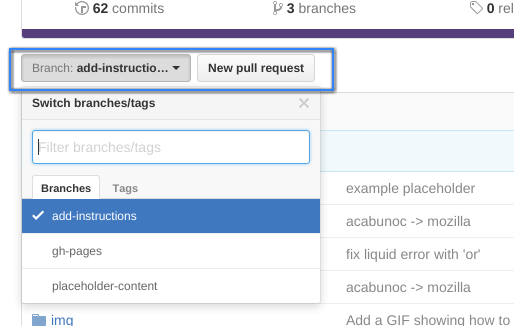 62 commits 3 branches 0 rel
Branch: add-instructio... New pull request
Switch branches/tags
Filter branches/tags
Branches Tags
example placeholder
add-instructions
acabunoc -> mozilla
gh-pages
fix liquid error with 'or'
placeholder-content
acabunoc -> mozilla
img
Add a GIF showing how to